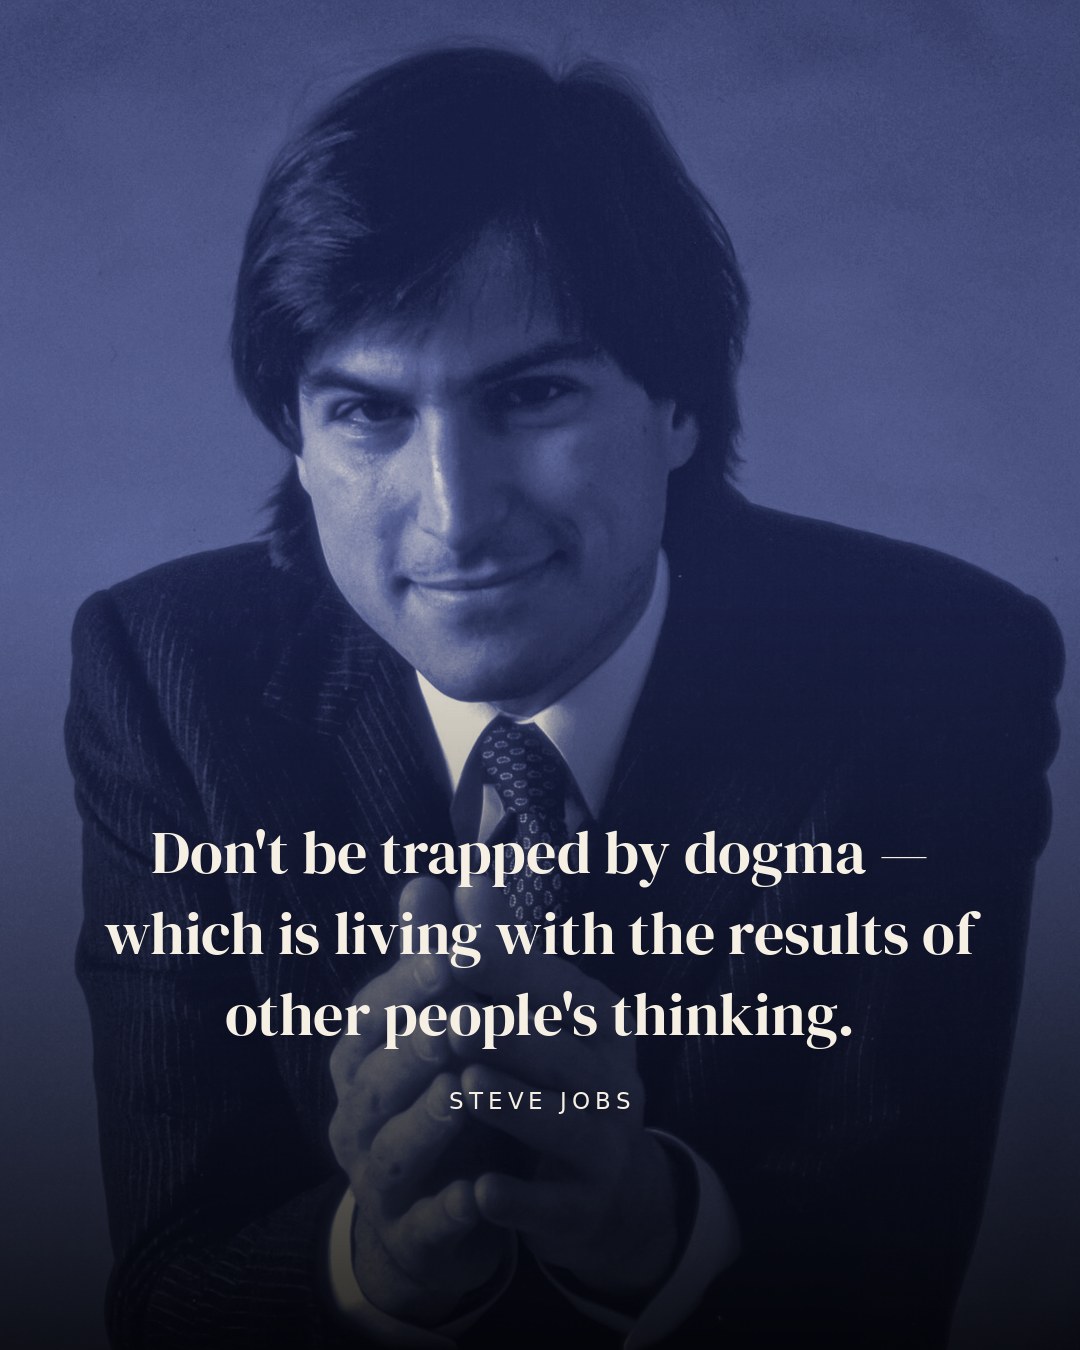 Don't be trapped by dogma —
which is living with the results of
other people's thinking.
STEVE JOBS